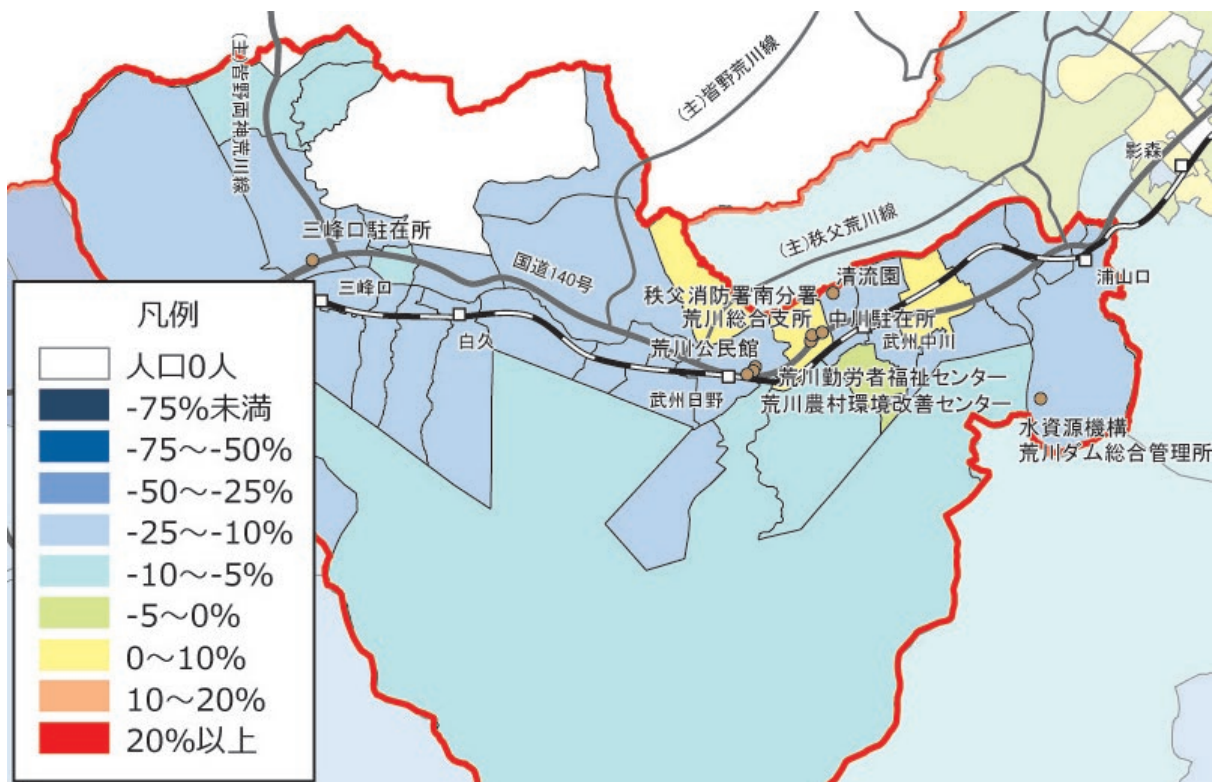 (主)皆野両神荒川線
(主)皆野荒川線
影森
(主)秩父荒川線
三峰口駐在所
国道140号
清流園
浦山口
三峰口
秩父消防署南分署
荒川総合支所
中川駐在所
白久
武州中川
荒川公民館
荒川勤労者福祉センター
武州日野
荒川農村環境改善センター
水資源機構
荒川ダム総合管理所
凡例
人口0人
-75%未満
-75~-50%
-50~-25%
-25~-10%
-10~-5%
-5~0%
0~10%
10~20%
20%以上